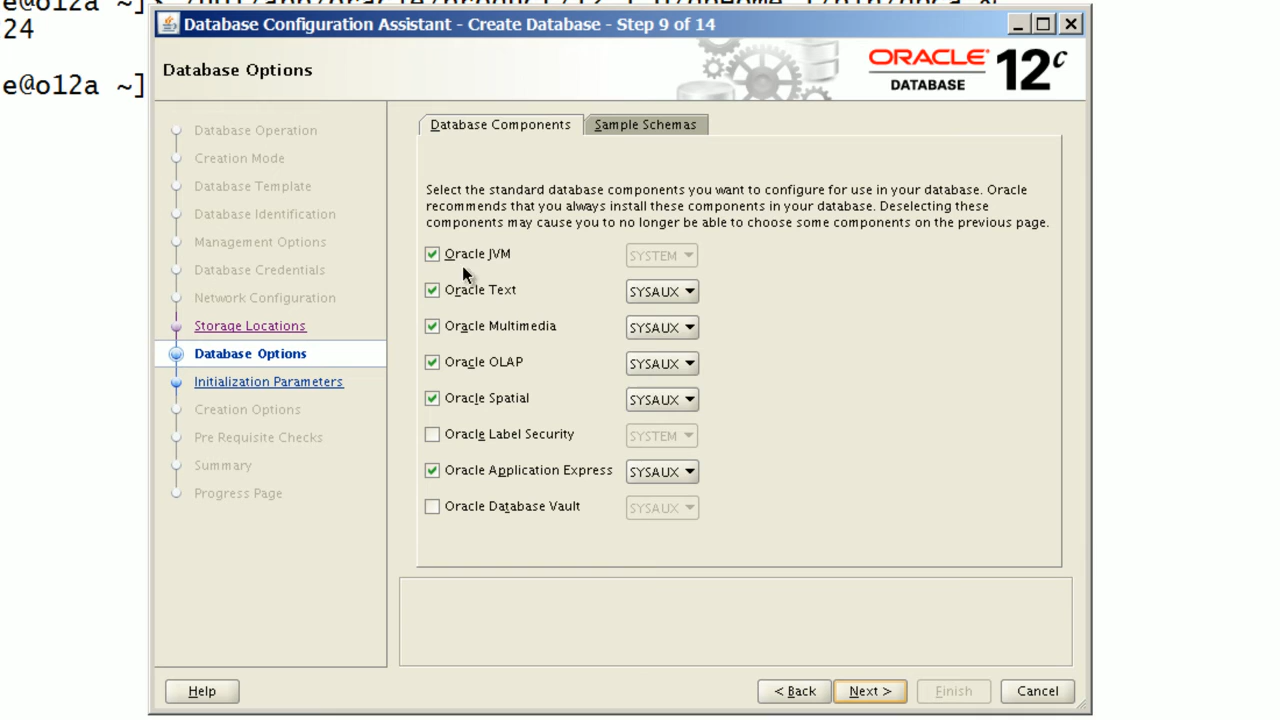 24
e@o12a ~]
Database Configuration Assistant - Create Database - Step 9 of 14
Database Options
ORACLE
DATABASE
12c
Database Operation
Creation Mode
Database Template
Database Identification
Management Options
Database Credentials
Network Configuration
Storage Locations
Database Options
Initialization Parameters
Creation Options
Pre Requisite Checks
Summary
Progress Page
Database Components
Sample Schemas
Select the standard database components you want to configure for use in your database. Oracle
recommends that you always install these components in your database. Deselecting these
components may cause you to no longer be able to choose some components on the previous page.
Oracle JVM SYSTEM
Oracle Text SYSAUX
Oracle Multimedia SYSAUX
Oracle OLAP SYSAUX
Oracle Spatial SYSAUX
Oracle Label Security SYSTEM
Oracle Application Express SYSAUX
Oracle Database Vault SYSAUX
Help
< Back
Next >
Finish
Cancel